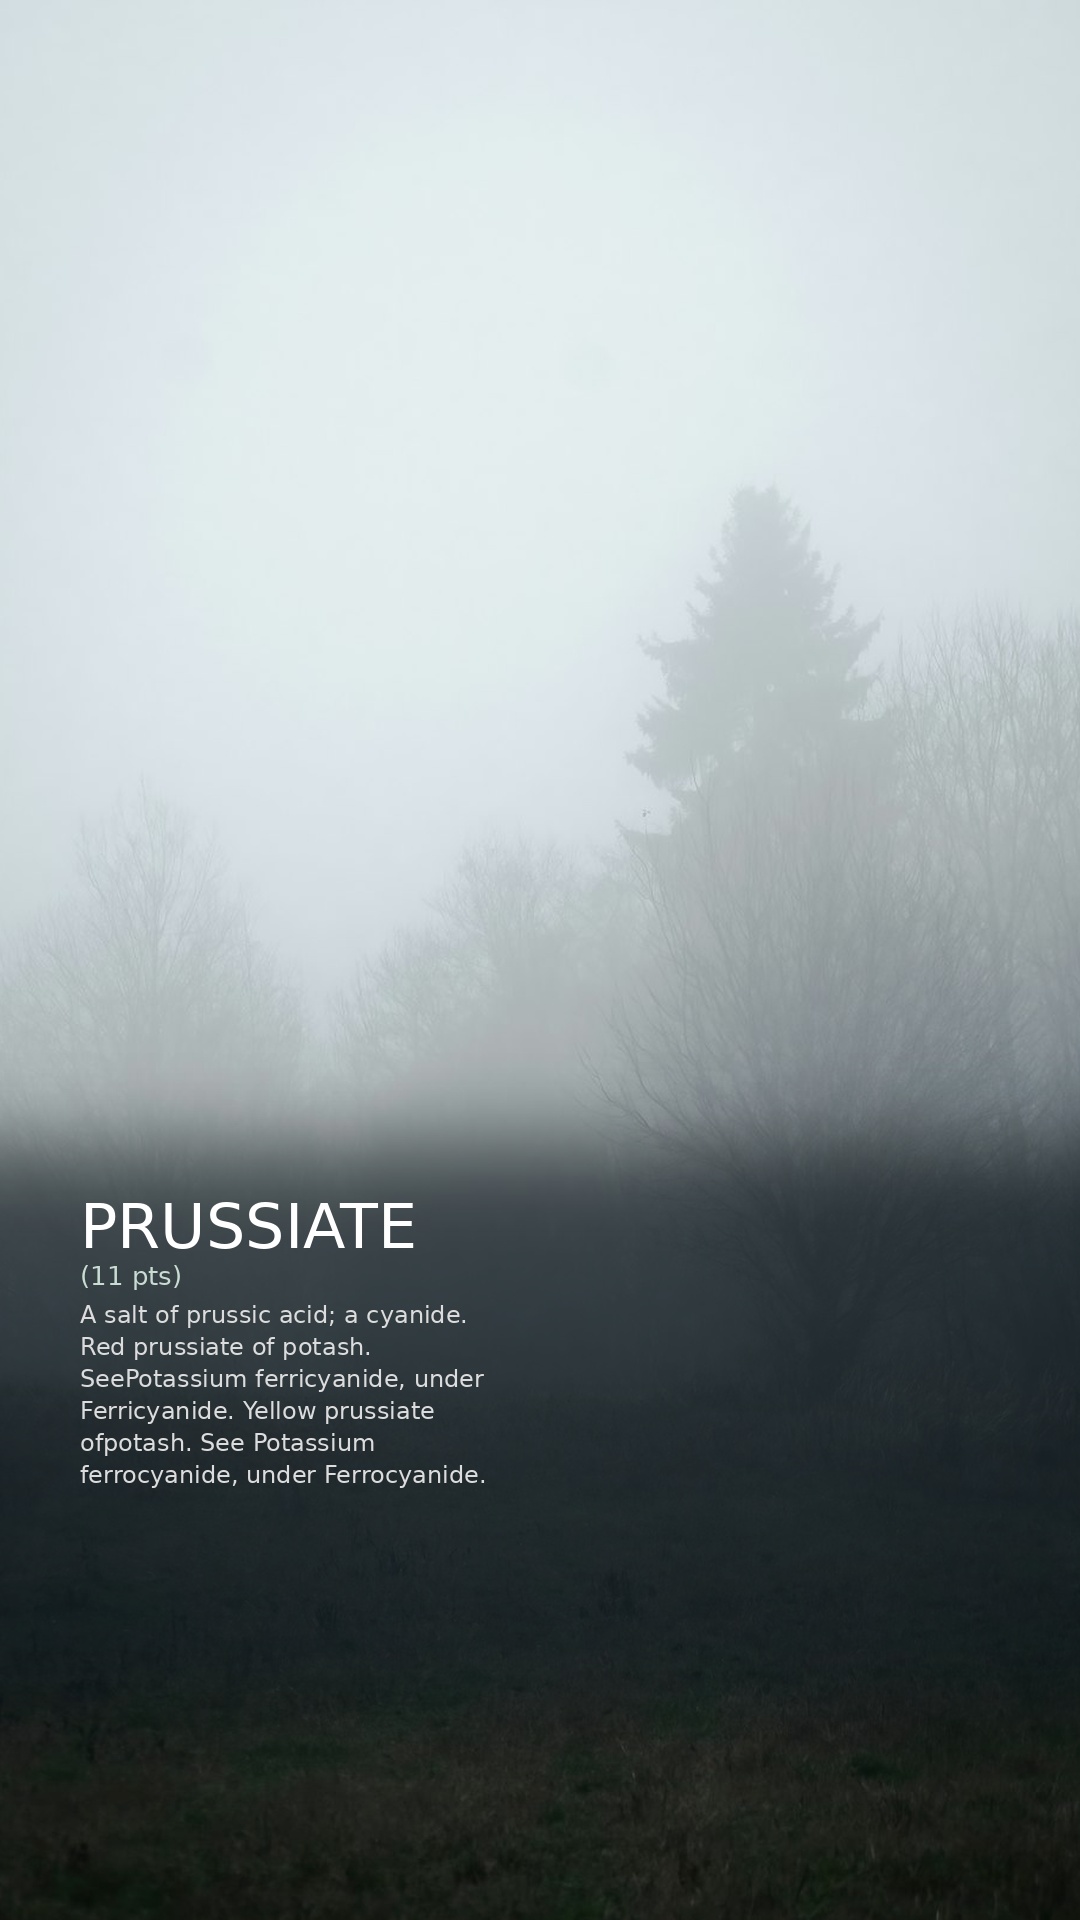 PRUSSIATE
(11 pts)
A salt of prussic acid; a cyanide.
Red prussiate of potash.
SeePotassium ferricyanide, under
Ferricyanide. Yellow prussiate
ofpotash. See Potassium
ferrocyanide, under Ferrocyanide.